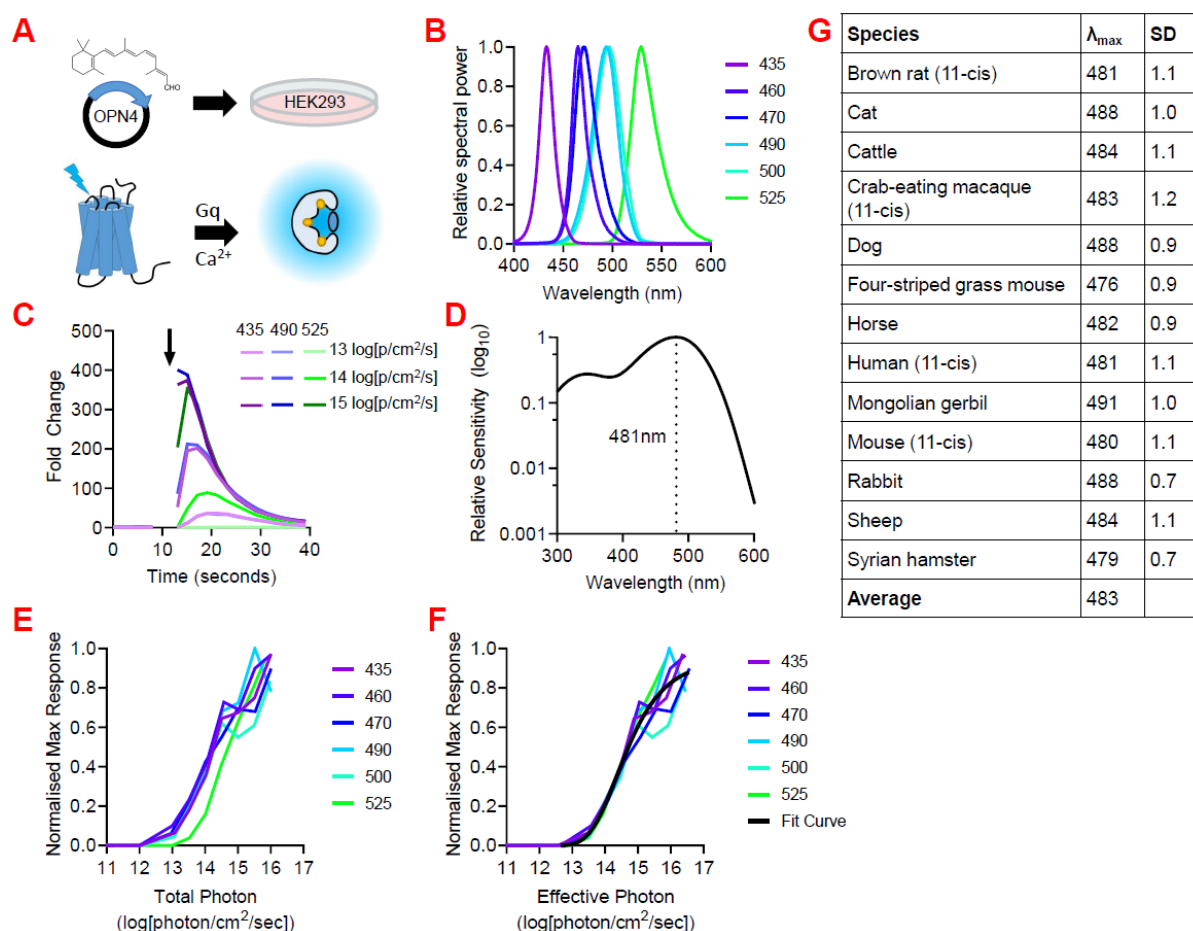 A
CHO
OPN4
HEK293
Gq
Ca2+
B
Relative spectral power
1.0
0.8
0.6
0.4
0.2
0.0
400 450 500 550 600
Wavelength (nm)
435
460
470
490
500
525
C
Fold Change
500
400
300
200
100
0
0 10 20 30 40
Time (seconds)
435 490 525
13 log[p/cm²/s]
14 log[p/cm²/s]
15 log[p/cm²/s]
D
Relative Sensitivity (log10)
1
0.1
0.01
0.001
481nm
300 400 500 600
Wavelength (nm)
E
Normalised Max Response
1.0
0.8
0.6
0.4
0.2
0.0
11 12 13 14 15 16 17
Total Photon
(log[photon/cm²/sec])
435
460
470
490
500
525
F
Normalised Max Response
1.0
0.8
0.6
0.4
0.2
0.0
11 12 13 14 15 16 17
Effective Photon
(log[photon/cm²/sec])
435
460
470
490
500
525
Fit Curve
G
Species λmax SD
Brown rat (11-cis) 481 1.1
Cat 488 1.0
Cattle 484 1.1
Crab-eating macaque
(11-cis) 483 1.2
Dog 488 0.9
Four-striped grass mouse 476 0.9
Horse 482 0.9
Human (11-cis) 481 1.1
Mongolian gerbil 491 1.0
Mouse (11-cis) 480 1.1
Rabbit 488 0.7
Sheep 484 1.1
Syrian hamster 479 0.7
Average 483